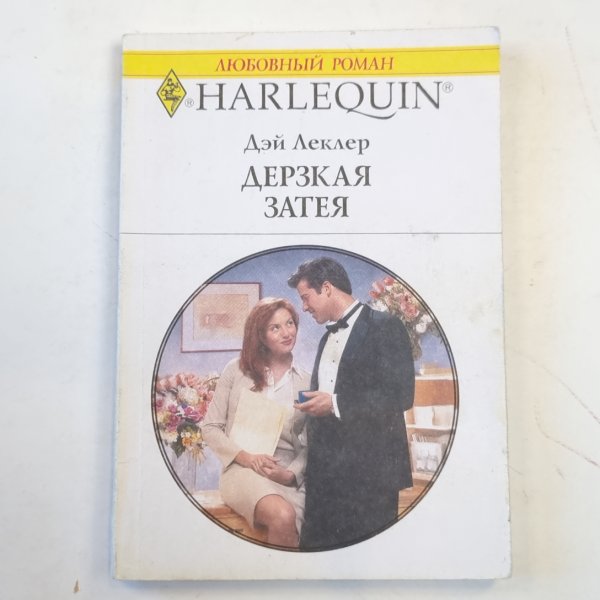 ЛЮБОВНЫЙ РОМАН
® HARLEQUIN ®
Дэй Леклер
ДЕРЗКАЯ
ЗАТЕЯ